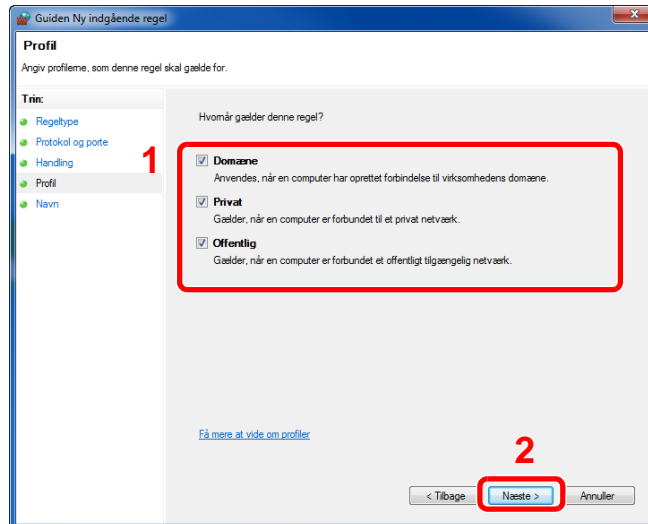 Guiden Ny indgående regel
Profil
Angiv profilerne, som denne regel skal gælde for.
Trin:
Regeltype
Protokol og porte
Handling
Profil
Navn
1
Hvornår gælder denne regel?
Domæne
Anvendes, når en computer har oprettet forbindelse til virksomhedens domæne.
Privat
Gælder, når en computer er forbundet til et privat netværk.
Offentlig
Gælder, når en computer er forbundet et offentligt tilgængelig netværk.
Få mere at vide om profiler
2
< Tilbage
Næste >
Annuller